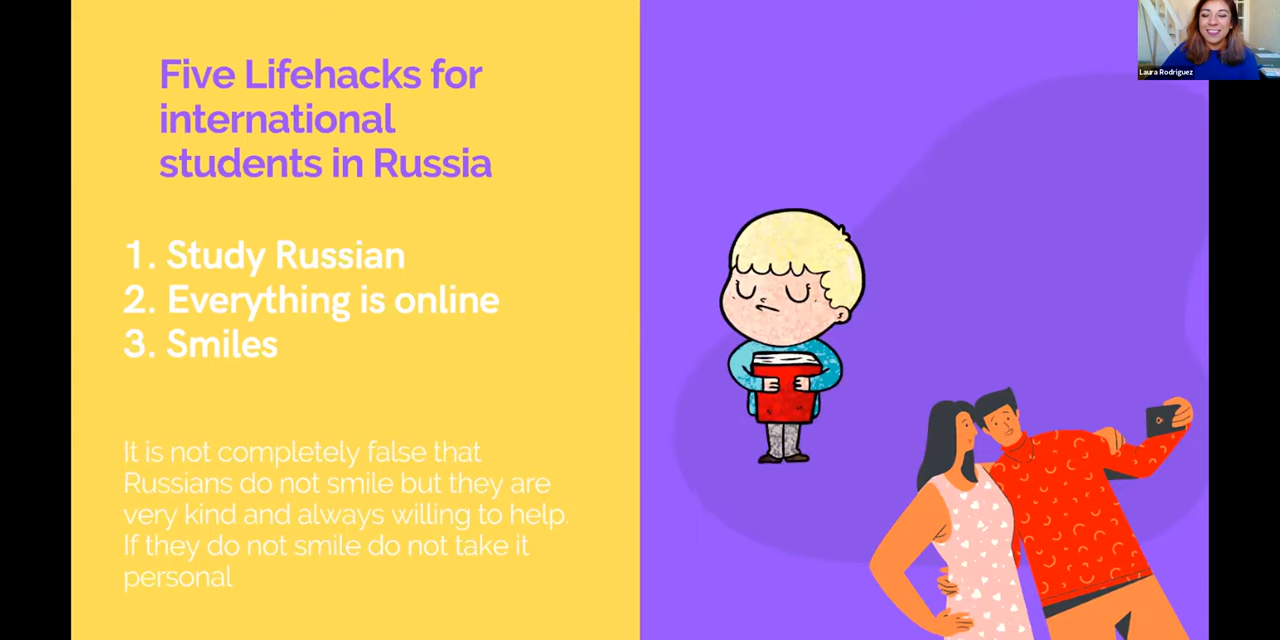 Five Lifehacks for
international
students in Russia
1. Study Russian
2. Everything is online
3. Smiles
It is not completely false that
Russians do not smile but they are
very kind and always willing to help.
If they do not smile do not take it
personal
Laura Rodriguez